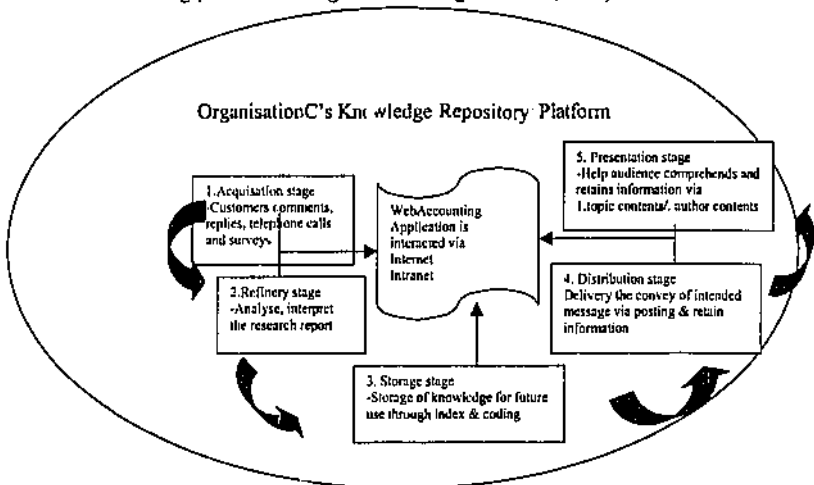 OrganisationC's Knowledge Repository Platform
1.Acquisation stage
-Customers comments,
replies, telephone calls
and surveys
2.Refinery stage
-Analyse, interpret
the research report
WebAccounting
Application is
interacted via
Internet
Intranet
3. Storage stage
-Storage of knowledge for future
use through Index & coding
5. Presentation stage
-Help audience comprehends and
retains information via
1.topic contents/. author contents
4. Distribution stage
Delivery the convey of intended
message via posting & retain
information